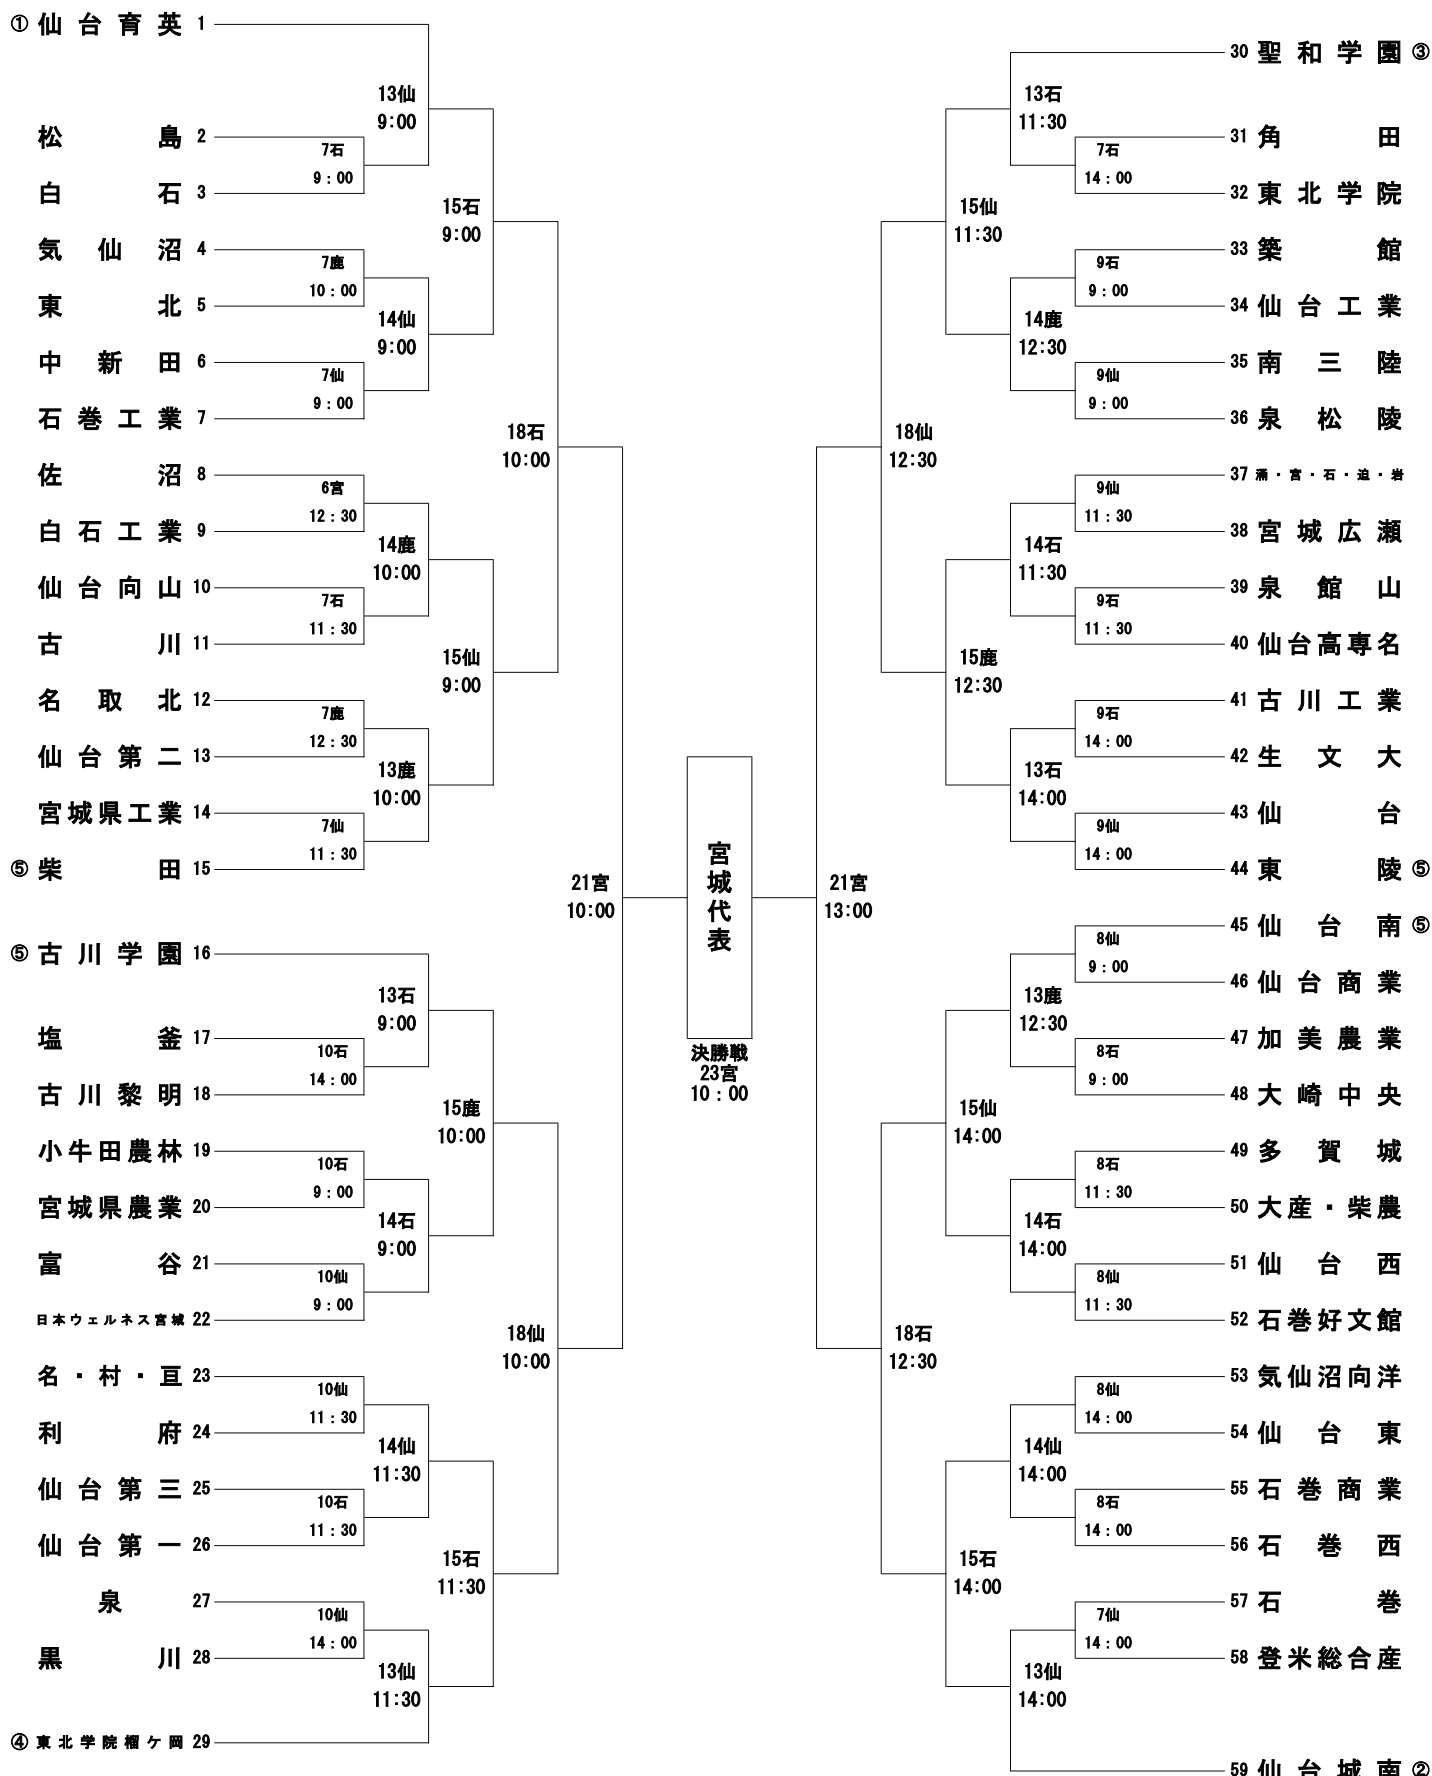 ① 仙台育英 1
13仙
9:00
松島 2
7石
9：00
白石 3
15石
9:00
気仙沼 4
7鹿
10：00
東北 5
14仙
9:00
中新田 6
7仙
9：00
石巻工業 7
18石
10:00
佐沼 8
6宮
12：30
白石工業 9
14鹿
10:00
仙台向山 10
7石
11：30
古川 11
15仙
9:00
名取北 12
7鹿
12：30
仙台第二 13
13鹿
10:00
宮城県工業 14
7仙
11：30
⑤ 柴田 15
21宮
10:00
⑤ 古川学園 16
13石
9:00
塩釜 17
10石
14：00
古川黎明 18
15鹿
10:00
小牛田農林 19
10石
9：00
宮城県農業 20
14石
9:00
富谷 21
10仙
9：00
日本ウェルネス宮城 22
18仙
10:00
名・村・亘 23
10仙
11：30
利府 24
14仙
11:30
仙台第三 25
10石
11：30
仙台第一 26
15石
11:30
泉 27
10仙
14：00
黒川 28
13仙
11:30
④ 東北学院榴ケ岡 29
宮城代表
決勝戦
23宮
10：00
30 聖和学園 ③
13石
11:30
31 角田
7石
14：00
32 東北学院
15仙
11:30
33 築館
9石
9：00
34 仙台工業
14鹿
12:30
35 南三陸
9仙
9：00
36 泉松陵
18仙
12:30
37 涌・宮・石・迫・岩
9仙
11：30
38 宮城広瀬
14石
11:30
39 泉館山
9石
11：30
40 仙台高専名
15鹿
12:30
41 古川工業
9石
14：00
42 生文大
13石
14:00
43 仙台
9仙
14：00
44 東陵 ⑤
21宮
13:00
45 仙台南 ⑤
8仙
9：00
46 仙台商業
13鹿
12:30
47 加美農業
8石
9：00
48 大崎中央
15仙
14:00
49 多賀城
8石
11：30
50 大産・柴農
14石
14:00
51 仙台西
8仙
11：30
52 石巻好文館
18石
12:30
53 気仙沼向洋
8仙
14：00
54 仙台東
14仙
14:00
55 石巻商業
8石
14：00
56 石巻西
15石
14:00
57 石巻
7仙
14：00
58 登米総合産
13仙
14:00
59 仙台城南 ②